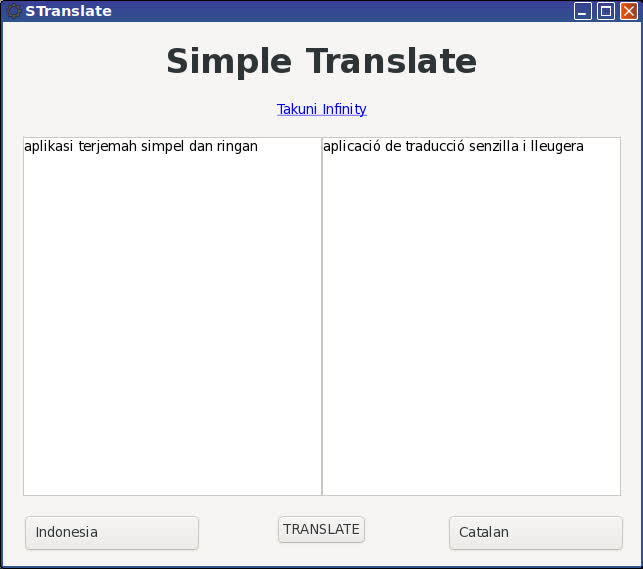 STranslate
Simple Translate
Takuni Infinity
aplikasi terjemah simpel dan ringan
aplicació de traducció senzilla i lleugera
Indonesia
TRANSLATE
Catalan